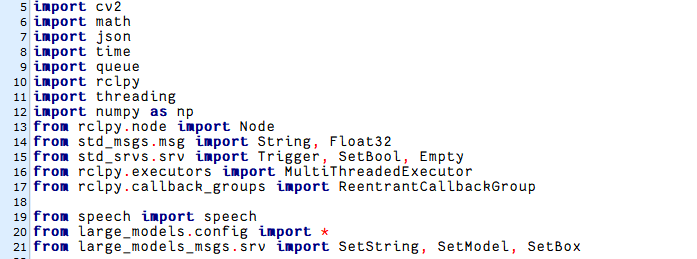 5 import cv2
6 import math
7 import json
8 import time
9 import queue
10 import rclpy
11 import threading
12 import numpy as np
13 from rclpy.node import Node
14 from std_msgs.msg import String, Float32
15 from std_srvs.srv import Trigger, SetBool, Empty
16 from rclpy.executors import MultiThreadedExecutor
17 from rclpy.callback_groups import ReentrantCallbackGroup
18
19 from speech import speech
20 from large_models.config import *
21 from large_models_msgs.srv import SetString, SetModel, SetBox